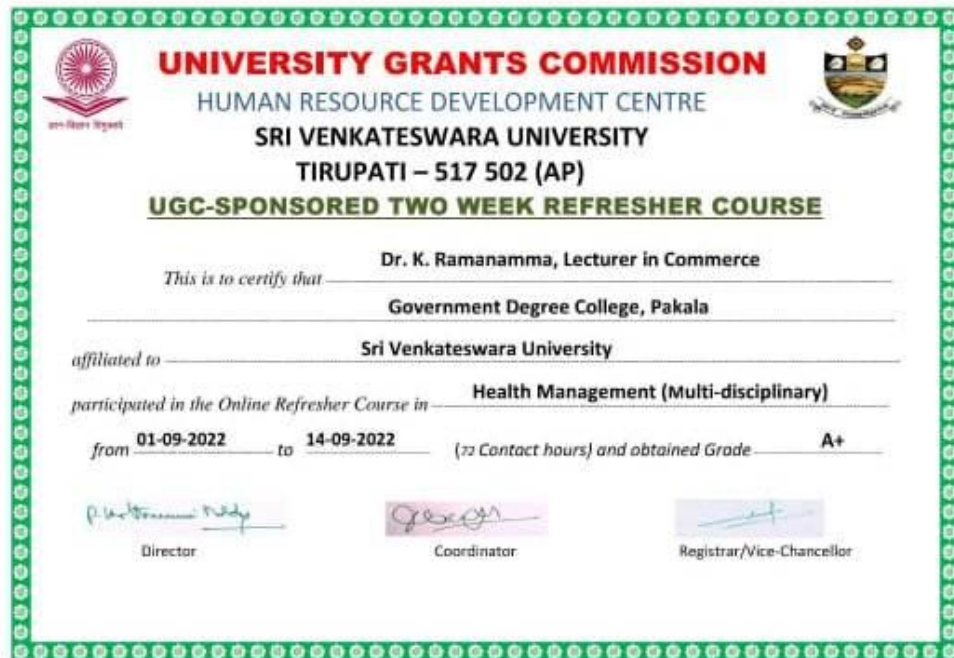 UNIVERSITY GRANTS COMMISSION
HUMAN RESOURCE DEVELOPMENT CENTRE
SRI VENKATESWARA UNIVERSITY
TIRUPATI – 517 502 (AP)
UGC-SPONSORED TWO WEEK REFRESHER COURSE
This is to certify that Dr. K. Ramanamma, Lecturer in Commerce
Government Degree College, Pakala
affiliated to Sri Venkateswara University
participated in the Online Refresher Course in Health Management (Multi-disciplinary)
from 01-09-2022 to 14-09-2022 (72 Contact hours) and obtained Grade A+
Director Coordinator Registrar/Vice-Chancellor